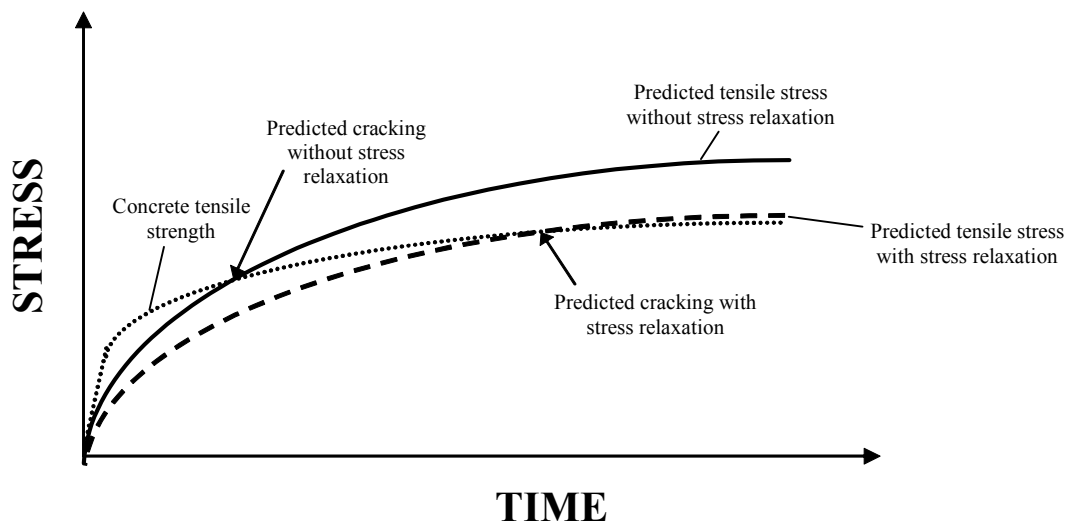 Predicted tensile stress
without stress relaxation
Predicted cracking
without stress
relaxation
Concrete tensile
strength
STRESS
Predicted tensile stress
with stress relaxation
Predicted cracking with
stress relaxation
TIME